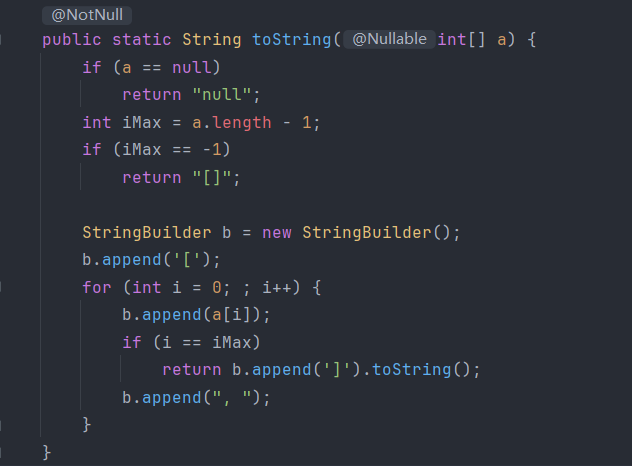 @NotNull
public static String toString( @Nullable int[] a) {
    if (a == null)
        return "null";
    int iMax = a.length - 1;
    if (iMax == -1)
        return "[]";

    StringBuilder b = new StringBuilder();
    b.append('[');
    for (int i = 0; ; i++) {
        b.append(a[i]);
        if (i == iMax)
            return b.append(']').toString();
        b.append(", ");
    }
}